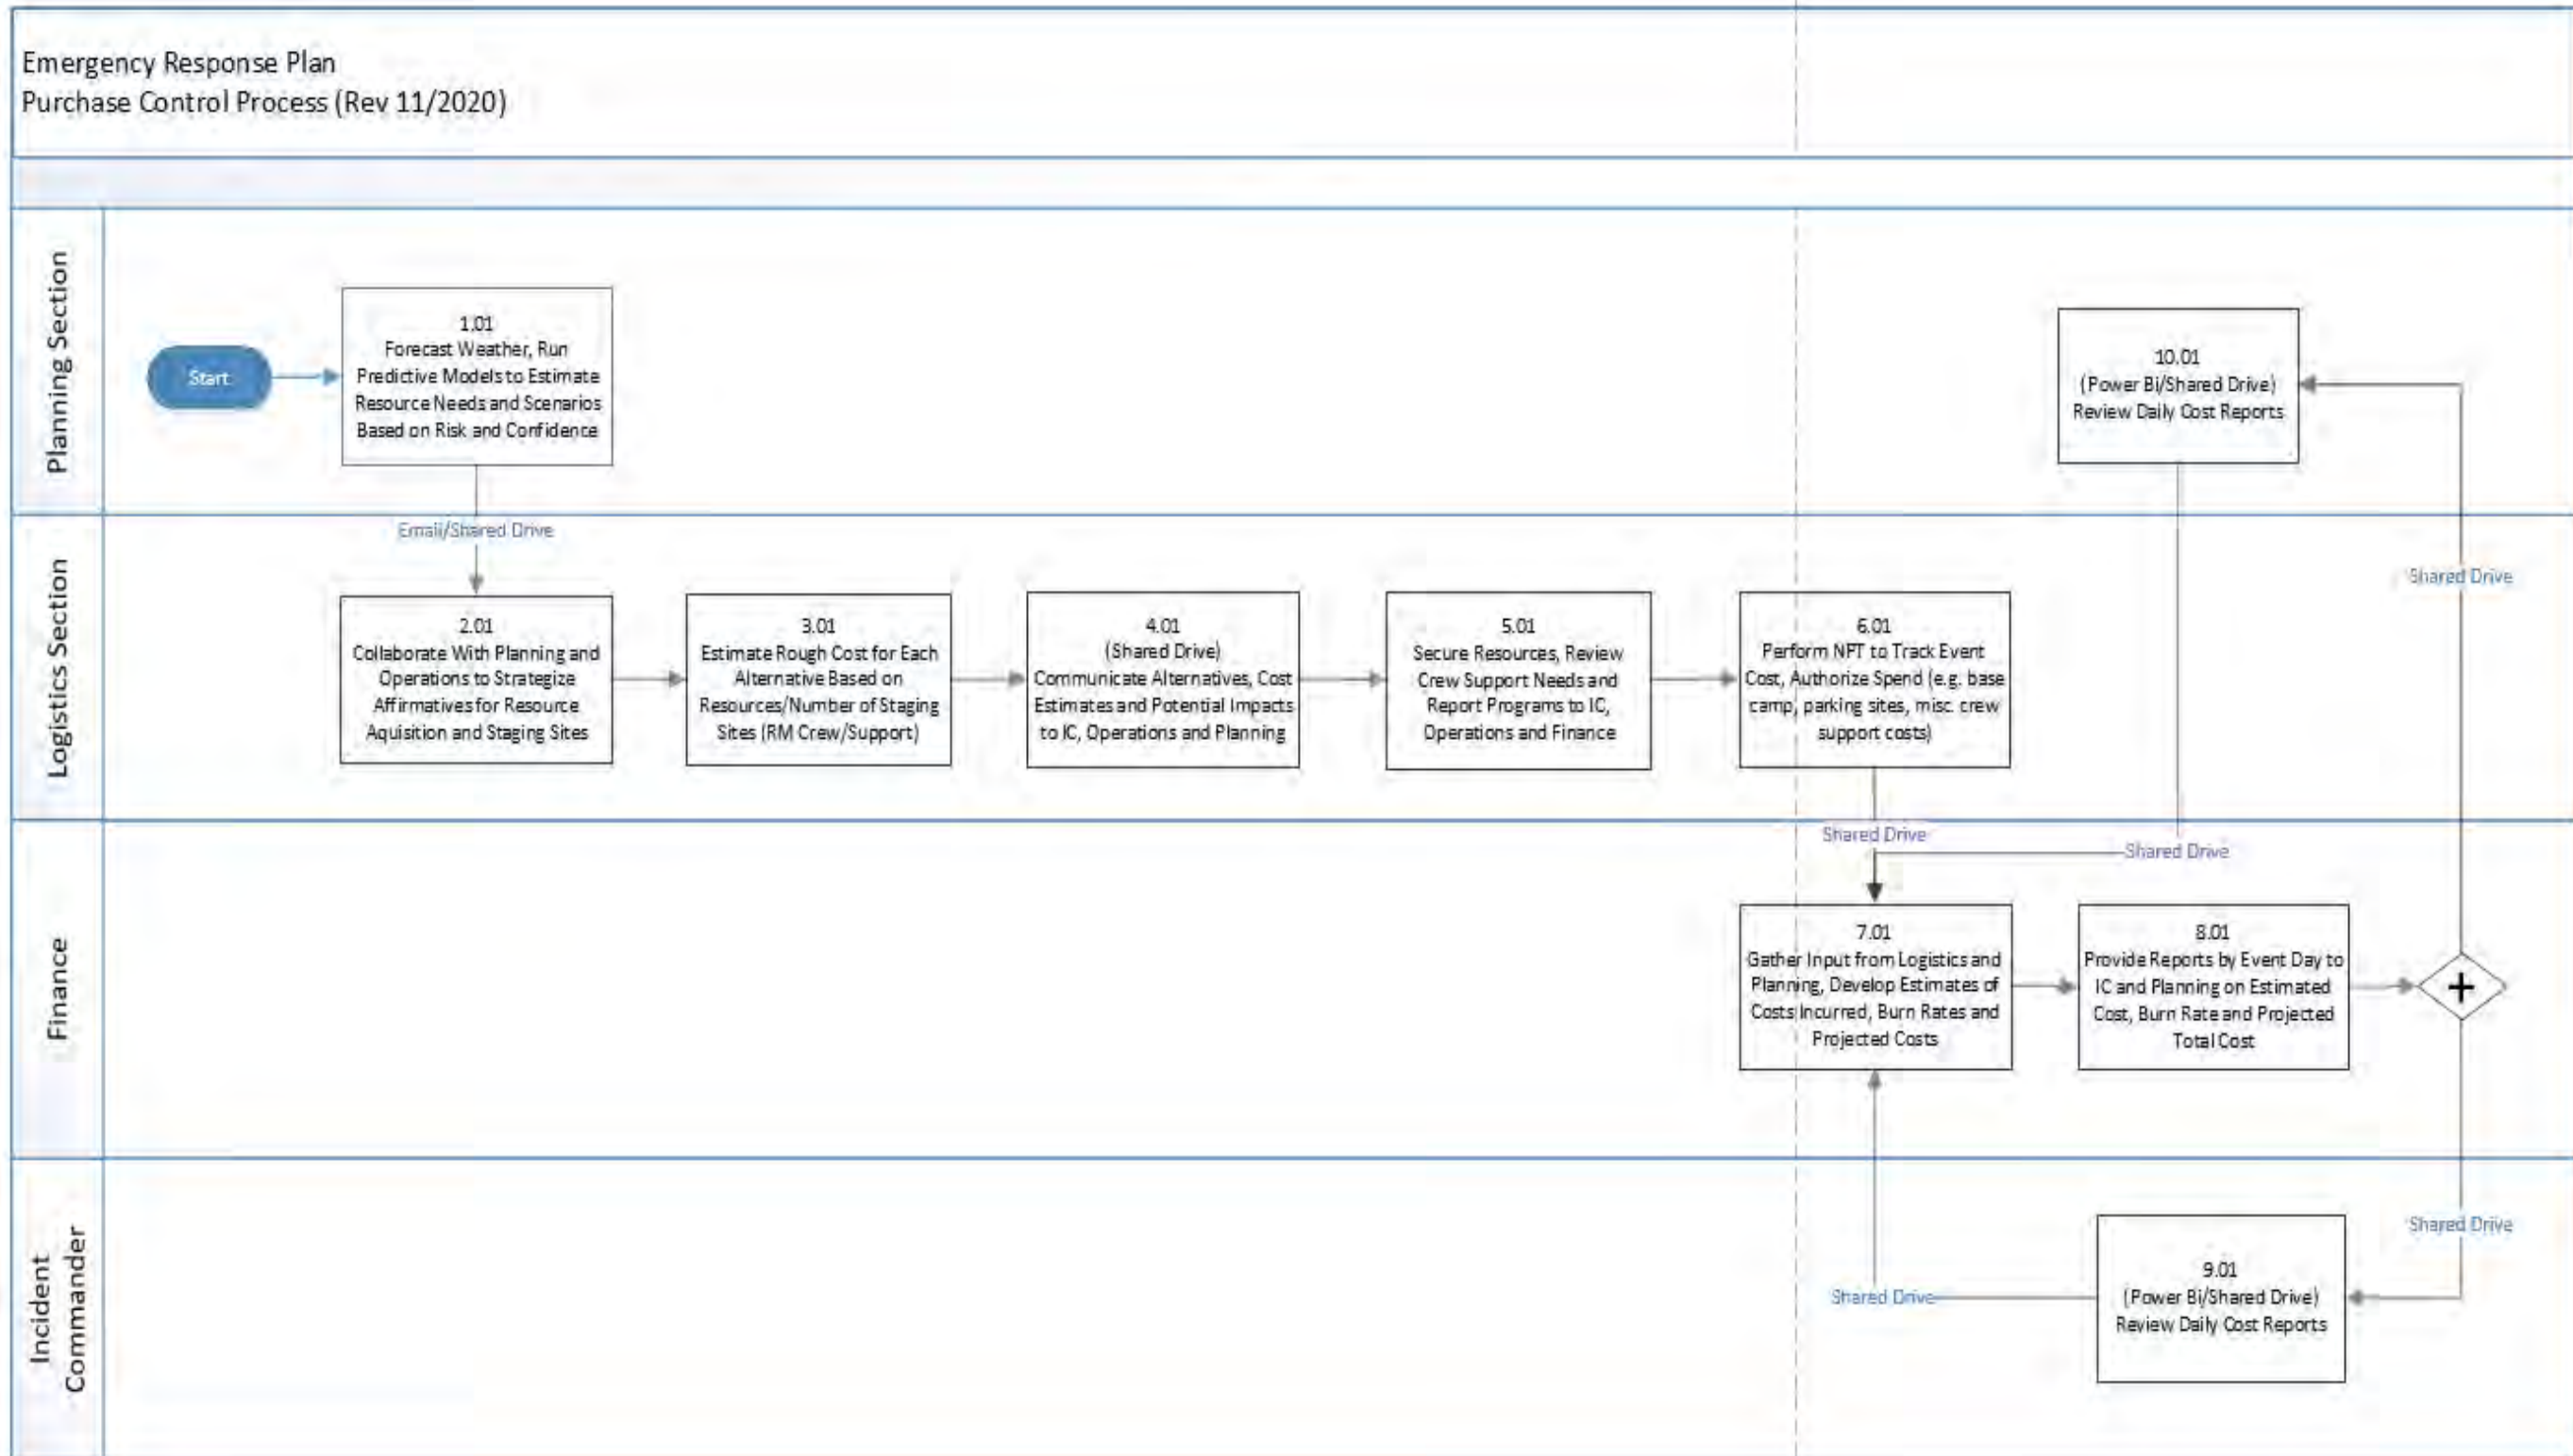 Emergency Response Plan
Purchase Control Process (Rev 11/2020)
Planning Section
Start
1.01
Forecast Weather, Run
Predictive Models to Estimate
Resource Needs and Scenarios
Based on Risk and Confidence
10.01
(Power Bi/Shared Drive)
Review Daily Cost Reports
Email/Shared Drive
Shared Drive
Logistics Section
2.01
Collaborate With Planning and
Operations to Strategize
Affirmatives for Resource
Aquisition and Staging Sites
3.01
Estimate Rough Cost for Each
Alternative Based on
Resources/Number of Staging
Sites (RM Crew/Support)
4.01
(Shared Drive)
Communicate Alternatives, Cost
Estimates and Potential Impacts
to IC, Operations and Planning
5.01
Secure Resources, Review
Crew Support Needs and
Report Programs to IC,
Operations and Finance
6.01
Perform NPT to Track Event
Cost, Authorize Spend (e.g. base
camp, parking sites, misc. crew
support costs)
Shared Drive
Shared Drive
Finance
7.01
Gather Input from Logistics and
Planning, Develop Estimates of
Costs Incurred, Burn Rates and
Projected Costs
8.01
Provide Reports by Event Day to
IC and Planning on Estimated
Cost, Burn Rate and Projected
Total Cost
+
Incident
Commander
Shared Drive
Shared Drive
9.01
(Power Bi/Shared Drive)
Review Daily Cost Reports